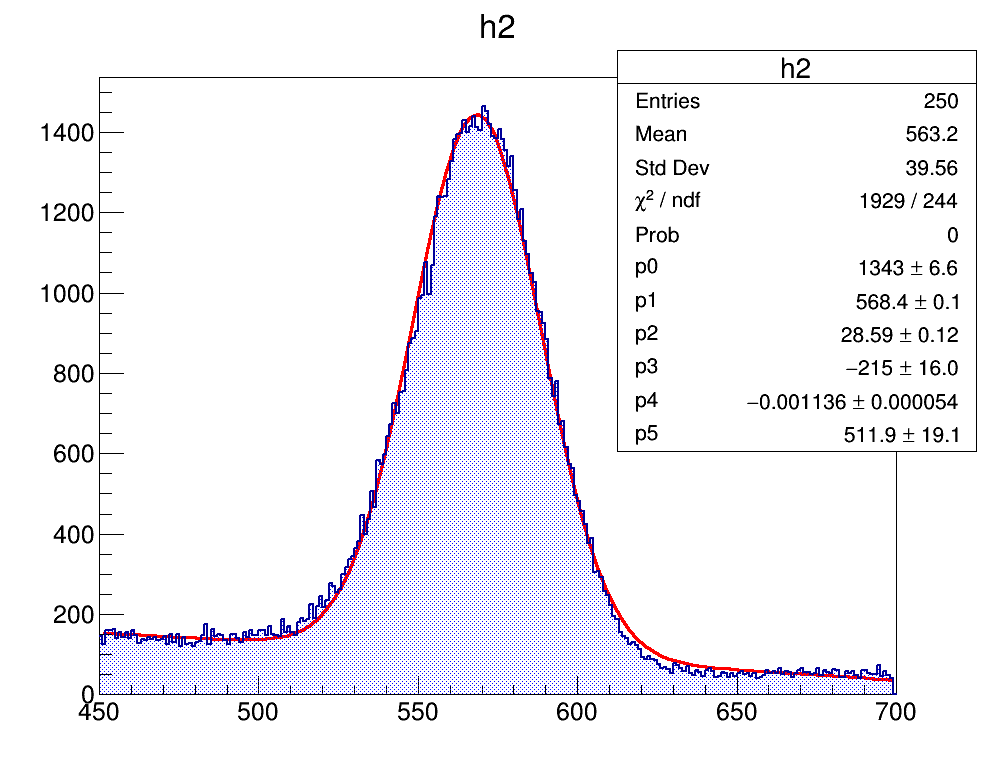 h2
h2
Entries 250
Mean 563.2
Std Dev 39.56
χ² / ndf 1929 / 244
Prob 0
p0 1343 ± 6.6
p1 568.4 ± 0.1
p2 28.59 ± 0.12
p3 −215 ± 16.0
p4 −0.001136 ± 0.000054
p5 511.9 ± 19.1
1400
1200
1000
800
600
400
200
0
450 500 550 600 650 700